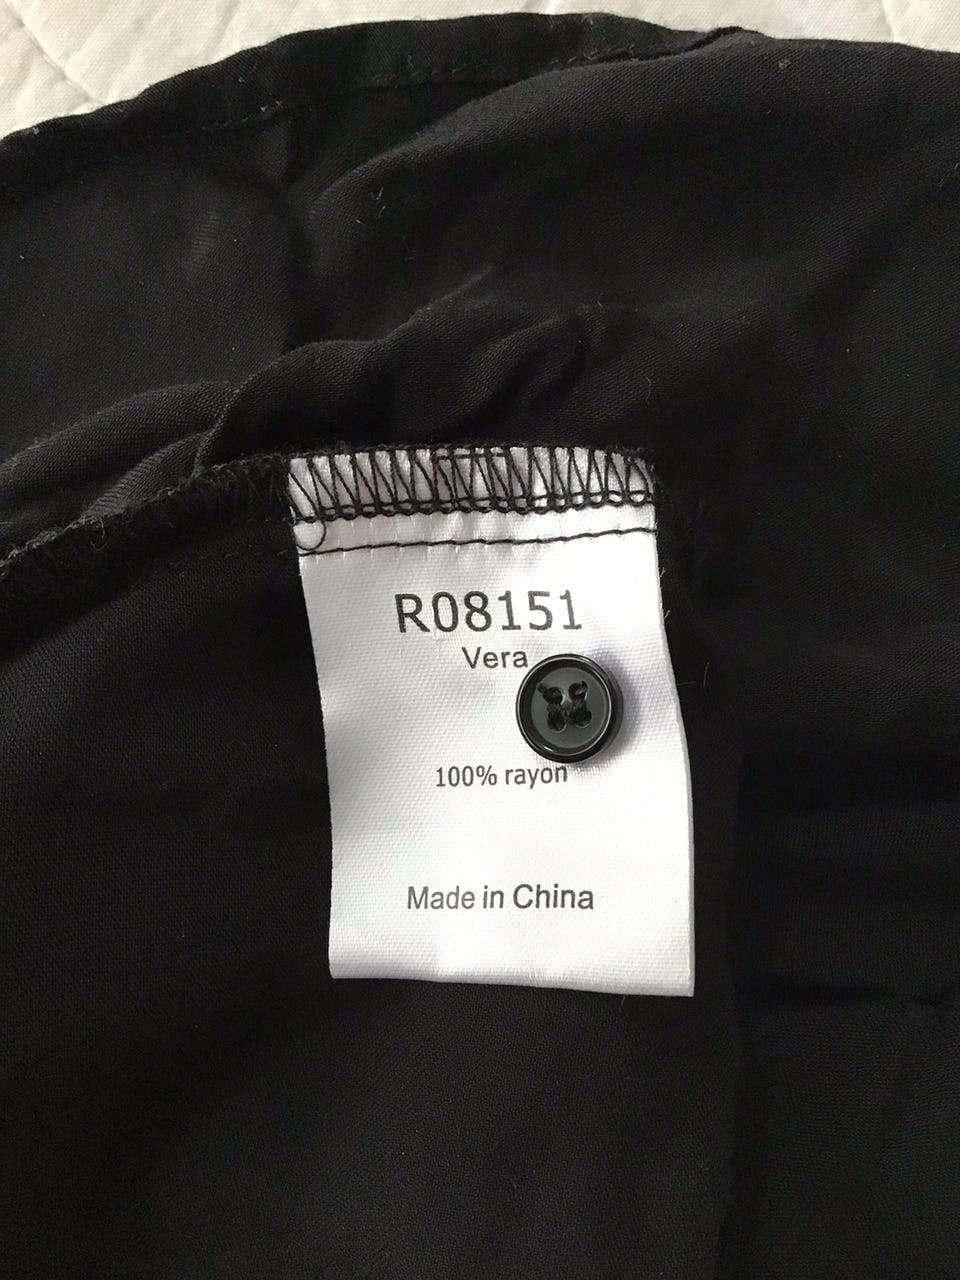 R08151
Vera
100% rayon
Made in China